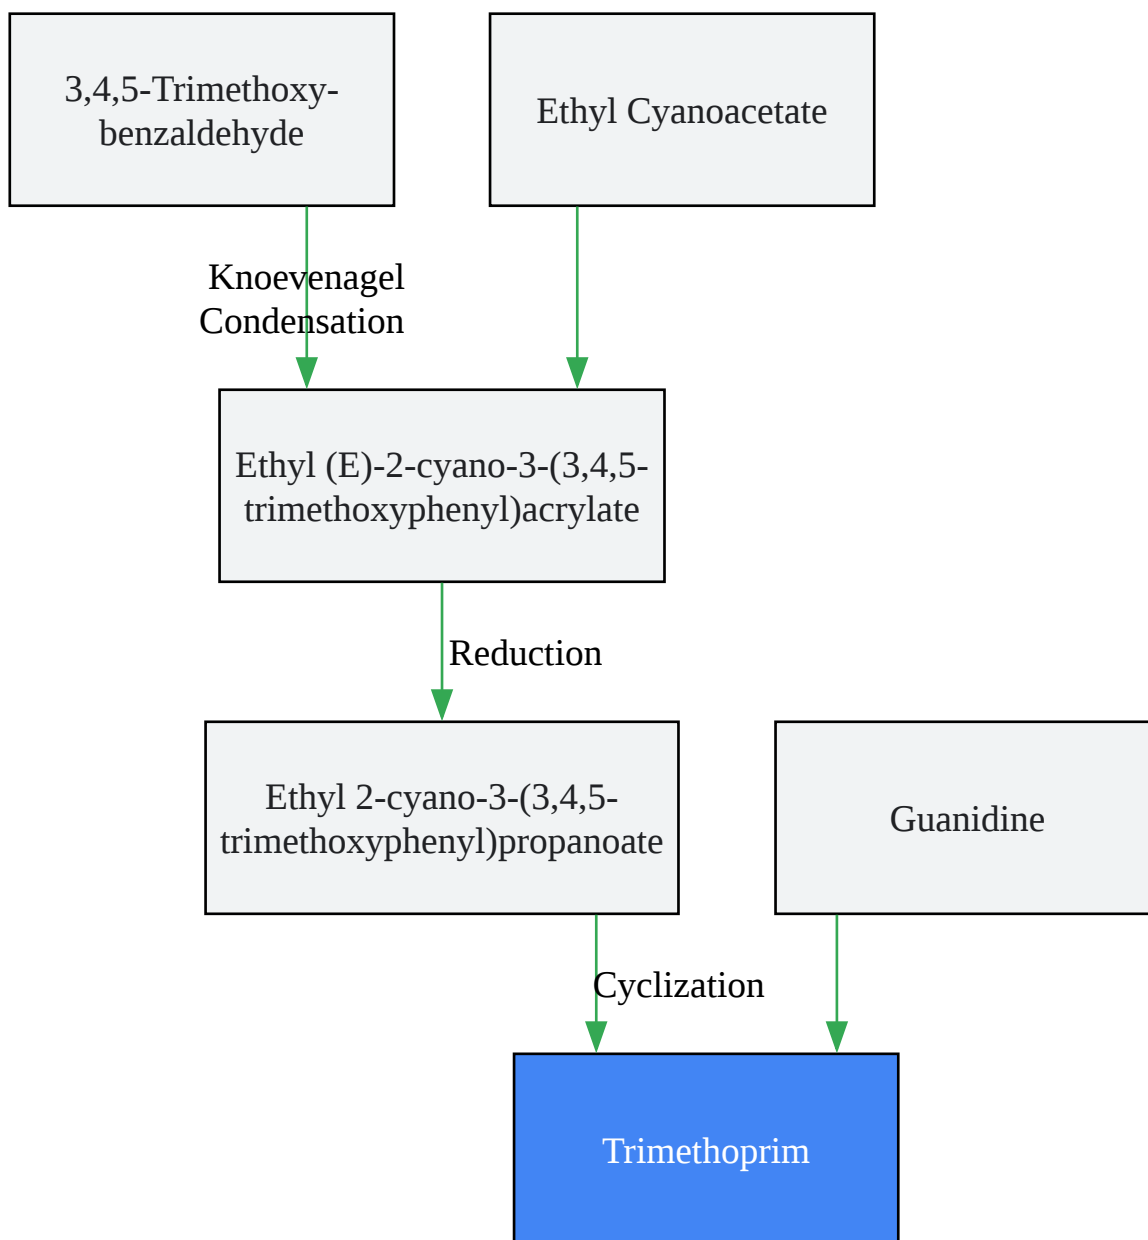 3,4,5-Trimethoxy-
benzaldehyde
Ethyl Cyanoacetate
Knoevenagel
Condensation
Ethyl (E)-2-cyano-3-(3,4,5-
trimethoxyphenyl)acrylate
Reduction
Ethyl 2-cyano-3-(3,4,5-
trimethoxyphenyl)propanoate
Guanidine
Cyclization
Trimethoprim